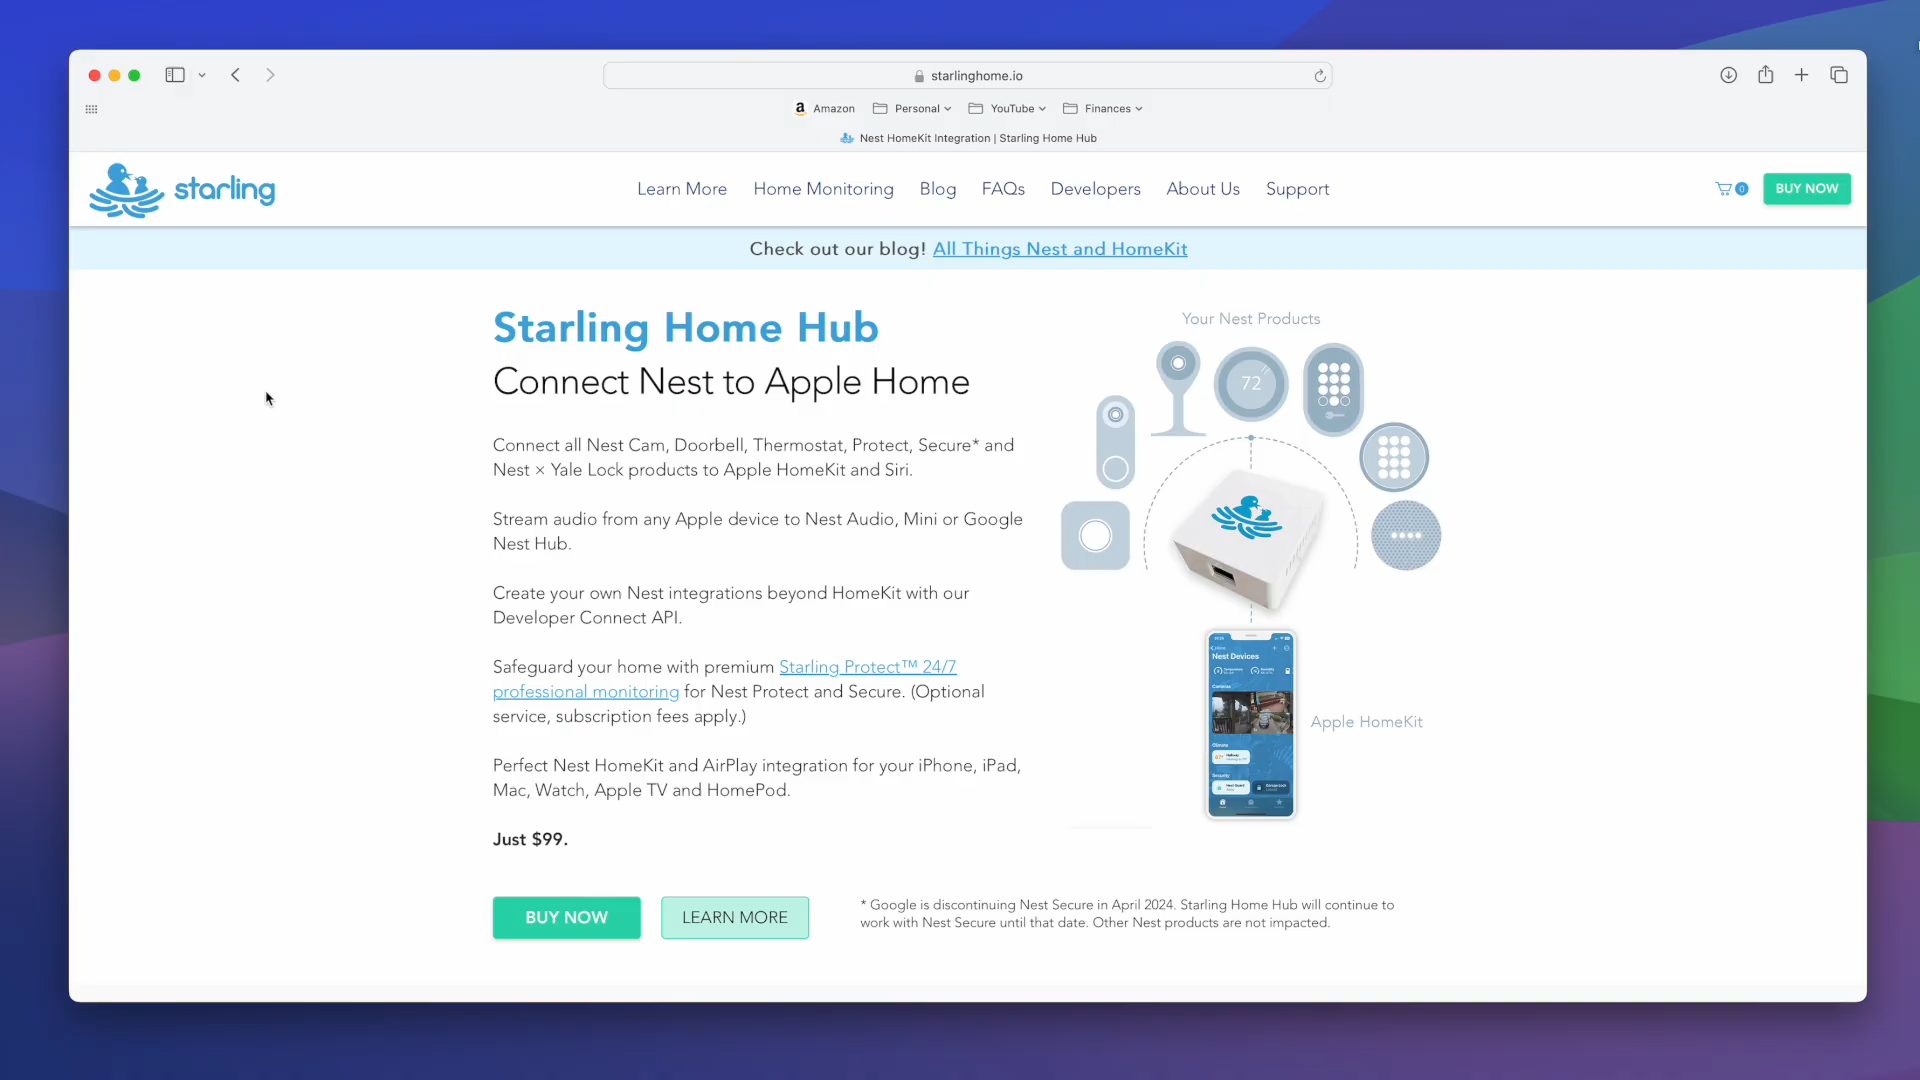 starlinghome.io
Amazon
Personal
YouTube
Finances
Nest HomeKit Integration | Starling Home Hub
starling
Learn More
Home Monitoring
Blog
FAQs
Developers
About Us
Support
0
BUY NOW
Check out our blog! All Things Nest and HomeKit
Starling Home Hub
Connect Nest to Apple Home
Connect all Nest Cam, Doorbell, Thermostat, Protect, Secure* and
Nest × Yale Lock products to Apple HomeKit and Siri.
Stream audio from any Apple device to Nest Audio, Mini or Google
Nest Hub.
Create your own Nest integrations beyond HomeKit with our
Developer Connect API.
Safeguard your home with premium Starling Protect™ 24/7
professional monitoring for Nest Protect and Secure. (Optional
service, subscription fees apply.)
Perfect Nest HomeKit and AirPlay integration for your iPhone, iPad,
Mac, Watch, Apple TV and HomePod.
Just $99.
BUY NOW
LEARN MORE
Your Nest Products
72
Nest Devices
Cameras
Climate
Security
Apple HomeKit
* Google is discontinuing Nest Secure in April 2024. Starling Home Hub will continue to
work with Nest Secure until that date. Other Nest products are not impacted.